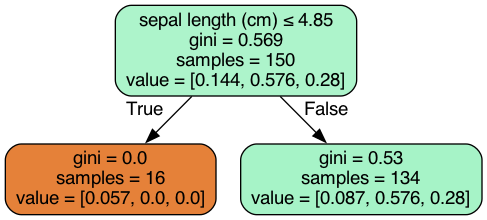 sepal length (cm) ≤ 4.85
gini = 0.569
samples = 150
value = [0.144, 0.576, 0.28]
True
False
gini = 0.0
samples = 16
value = [0.057, 0.0, 0.0]
gini = 0.53
samples = 134
value = [0.087, 0.576, 0.28]